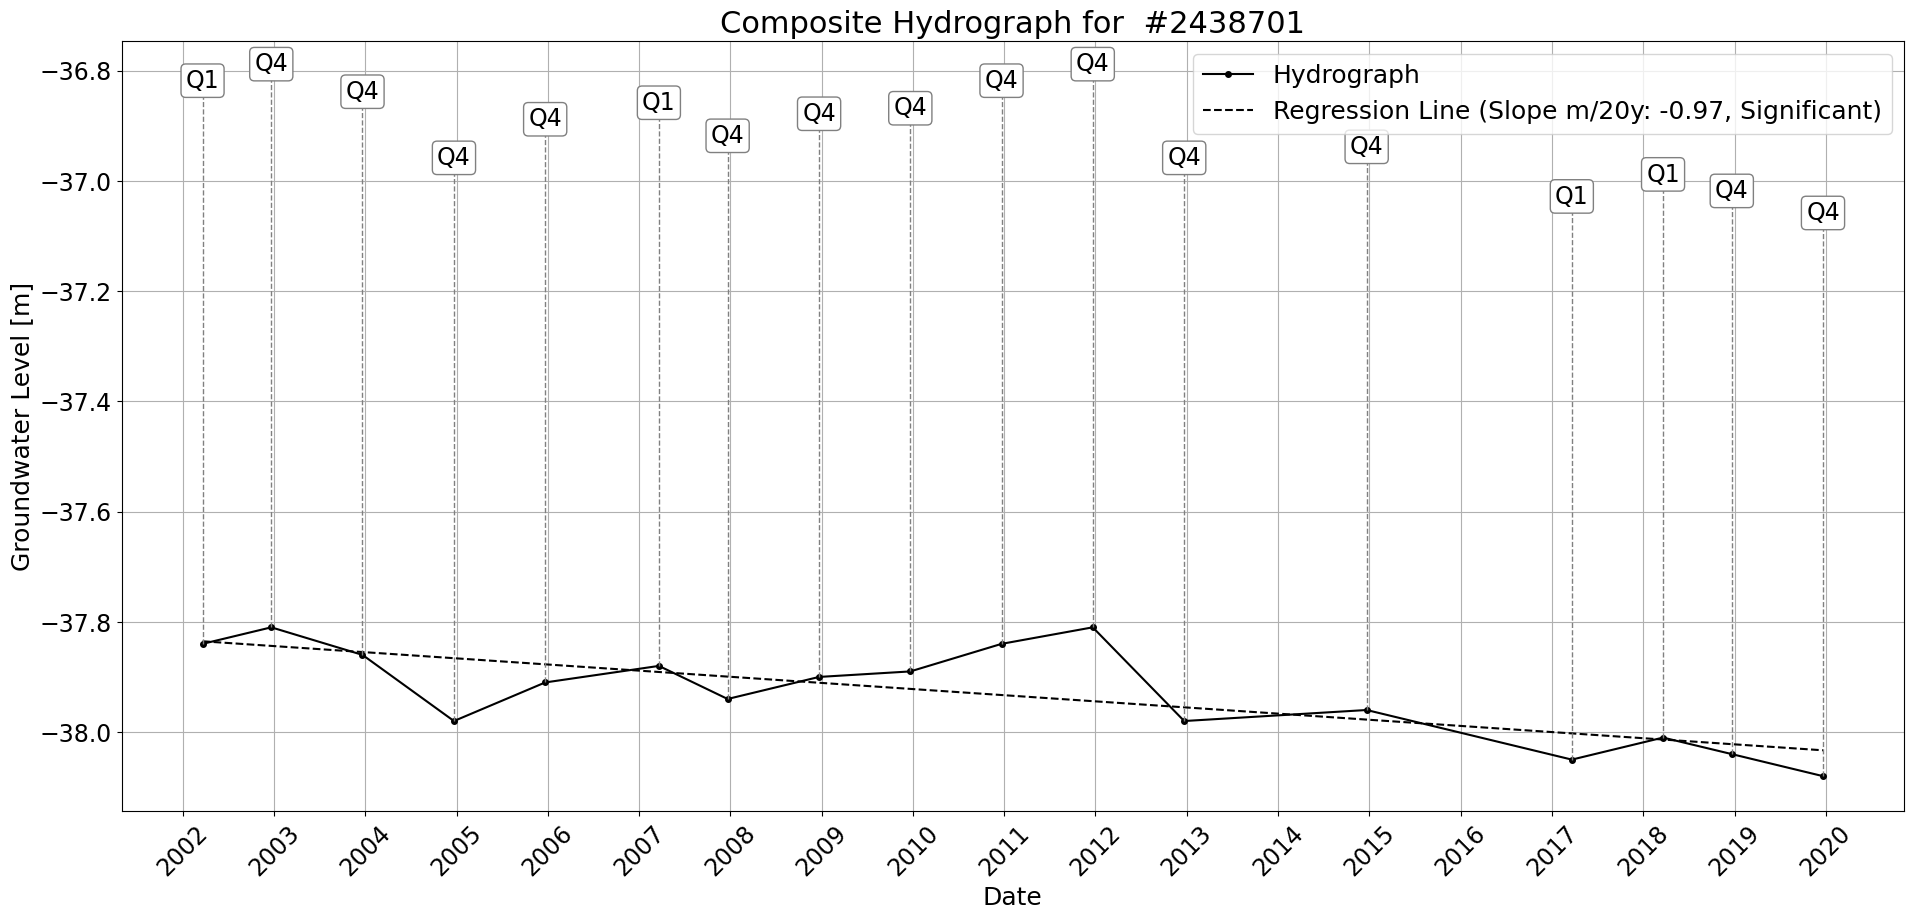 Composite Hydrograph for  #2438701
Hydrograph
Regression Line (Slope m/20y: -0.97, Significant)
Q1
Q4
Q4
Q4
Q4
Q1
Q4
Q4
Q4
Q4
Q4
Q4
Q4
Q1
Q1
Q4
Q4
Groundwater Level [m]
−36.8
−37.0
−37.2
−37.4
−37.6
−37.8
−38.0
2002
2003
2004
2005
2006
2007
2008
2009
2010
2011
2012
2013
2014
2015
2016
2017
2018
2019
2020
Date